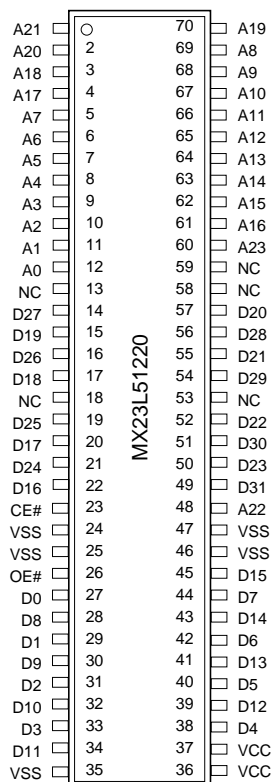 A21 70 A19
A20 2 69 A8
A18 3 68 A9
A17 4 67 A10
A7 5 66 A11
A6 6 65 A12
A5 7 64 A13
A4 8 63 A14
A3 9 62 A15
A2 10 61 A16
A1 11 60 A23
A0 12 59 NC
NC 13 58 NC
D27 14 57 D20
D19 15 56 D28
D26 16 55 D21
D18 17 54 D29
NC 18 53 NC
D25 19 52 D22
D17 20 51 D30
D24 21 50 D23
D16 22 49 D31
CE# 23 48 A22
VSS 24 47 VSS
VSS 25 46 VSS
OE# 26 45 D15
D0 27 44 D7
D8 28 43 D14
D1 29 42 D6
D9 30 41 D13
D2 31 40 D5
D10 32 39 D12
D3 33 38 D4
D11 34 37 VCC
VSS 35 36 VCC
MX23L51220